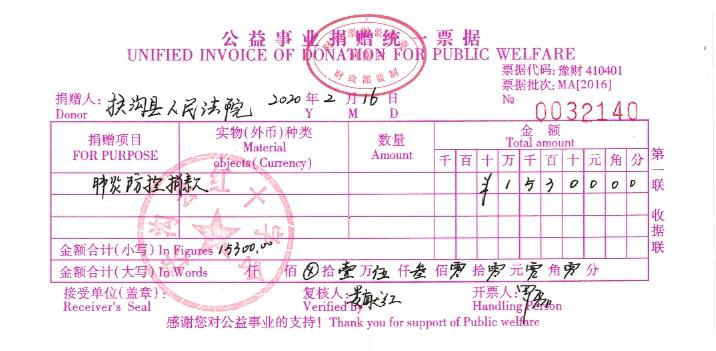 公益事业捐赠统一票据
UNIFIED INVOICE OF DONATION FOR PUBLIC WELFARE
财政部监制
票据代码: 豫财 410401
票据批次: MA[2016]
№ 0032140
捐赠人: 扶沟县人民法院 2020 年 2 月 16 日
Donor Y M D
捐赠项目 实物(外币)种类 数量 金额
FOR PURPOSE Material objects (Currency) Amount Total amount
千 百 十 万 千 百 十 元 角 分
肺炎防控捐款 ¥ 1 5 3 0 0 0 0
第一联 收据联
金额合计(小写) In Figures 15300.00
金额合计(大写) In Words 仟 佰 拾 壹 万 伍 仟 叁 佰 零 拾 零 元 零 角 零 分
接受单位(盖章): 复核人: 开票人:
Receiver's Seal Verified by Handling Person
感谢您对公益事业的支持! Thank you for support of Public welfare